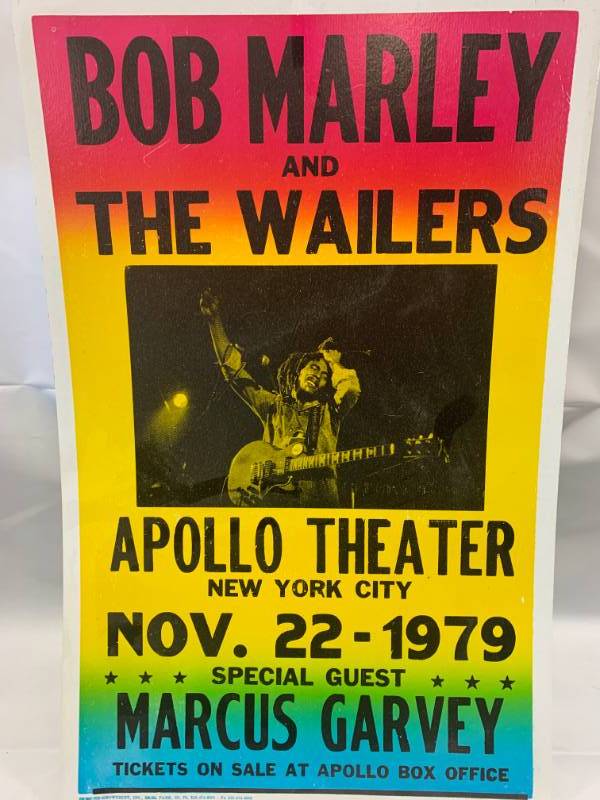 BOB MARLEY
AND
THE WAILERS
APOLLO THEATER
NEW YORK CITY
NOV. 22-1979
★ ★ ★ SPECIAL GUEST ★ ★ ★
MARCUS GARVEY
TICKETS ON SALE AT APOLLO BOX OFFICE